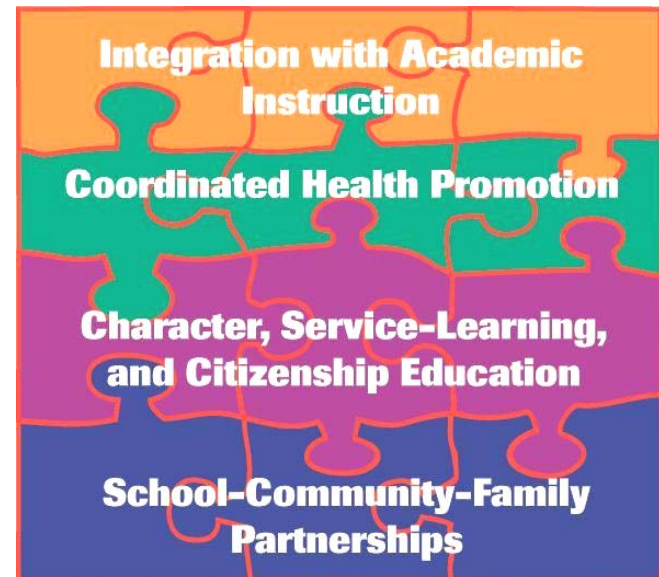 Integration with Academic
Instruction
Coordinated Health Promotion
Character, Service-Learning,
and Citizenship Education
School-Community-Family
Partnerships